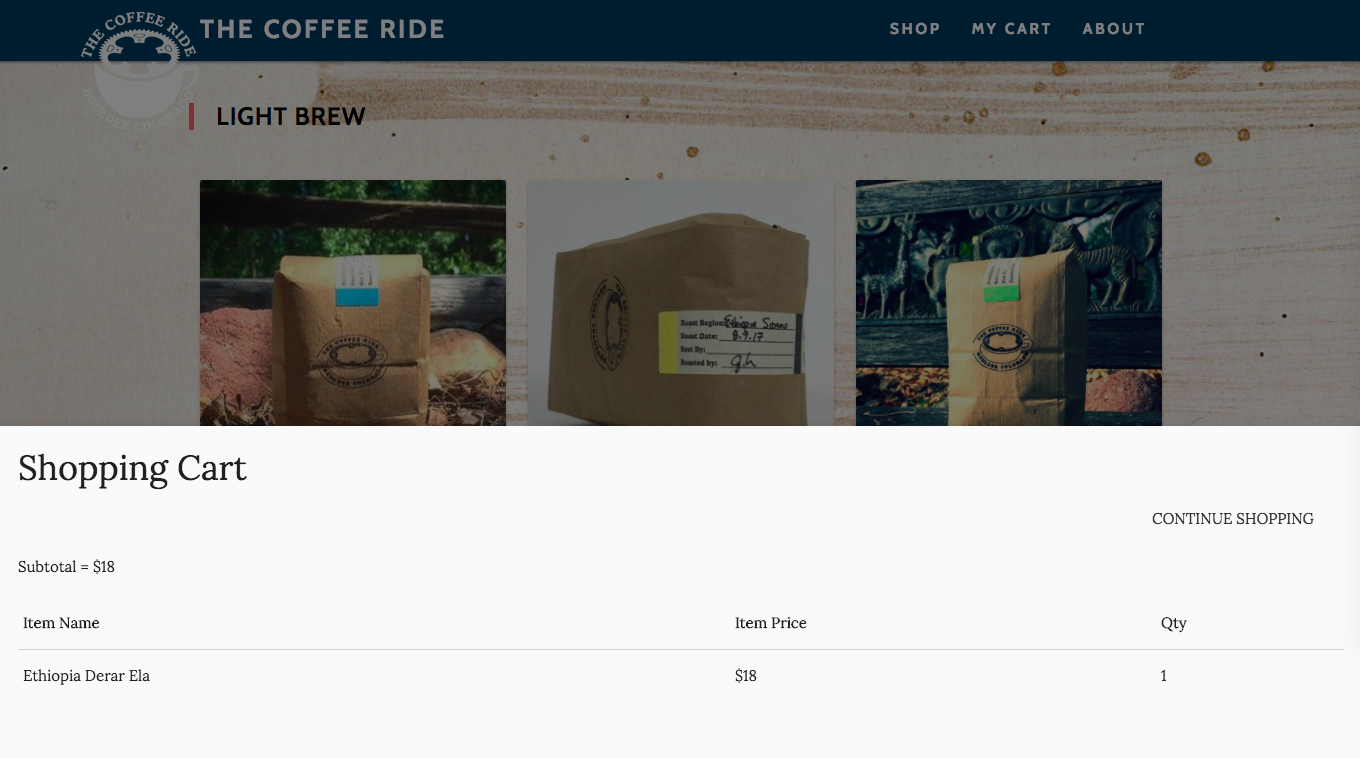 THE COFFEE RIDE
BOULDER COLORADO
THE COFFEE RIDE
SHOP
MY CART
ABOUT
LIGHT BREW
THE COFFEE RIDE
BOULDER COLORADO
Roast Region: Ethiopia Sidamo
Roast Date: 8.9.17
Best By:
Roasted by:
THE COFFEE RIDE
BOULDER COLORADO
Shopping Cart
CONTINUE SHOPPING
Subtotal = $18
Item Name Item Price Qty
Ethiopia Derar Ela $18 1